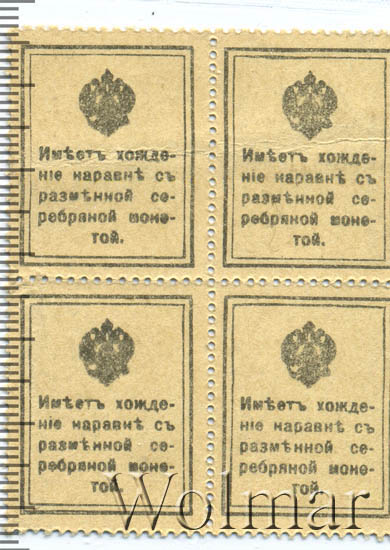 Имѣетъ хожде-
ніе наравнѣ съ
размѣнной се-
ребряной моне-
той.
Имѣетъ хожде-
ніе наравнѣ съ
размѣнной се-
ребряной моне-
той.
Имѣетъ хожде-
ніе наравнѣ съ
размѣнной се-
ребряной моне-
той.
Имѣетъ хожде-
ніе наравнѣ съ
размѣнной се-
ребряной моне-
той.
Wolmar